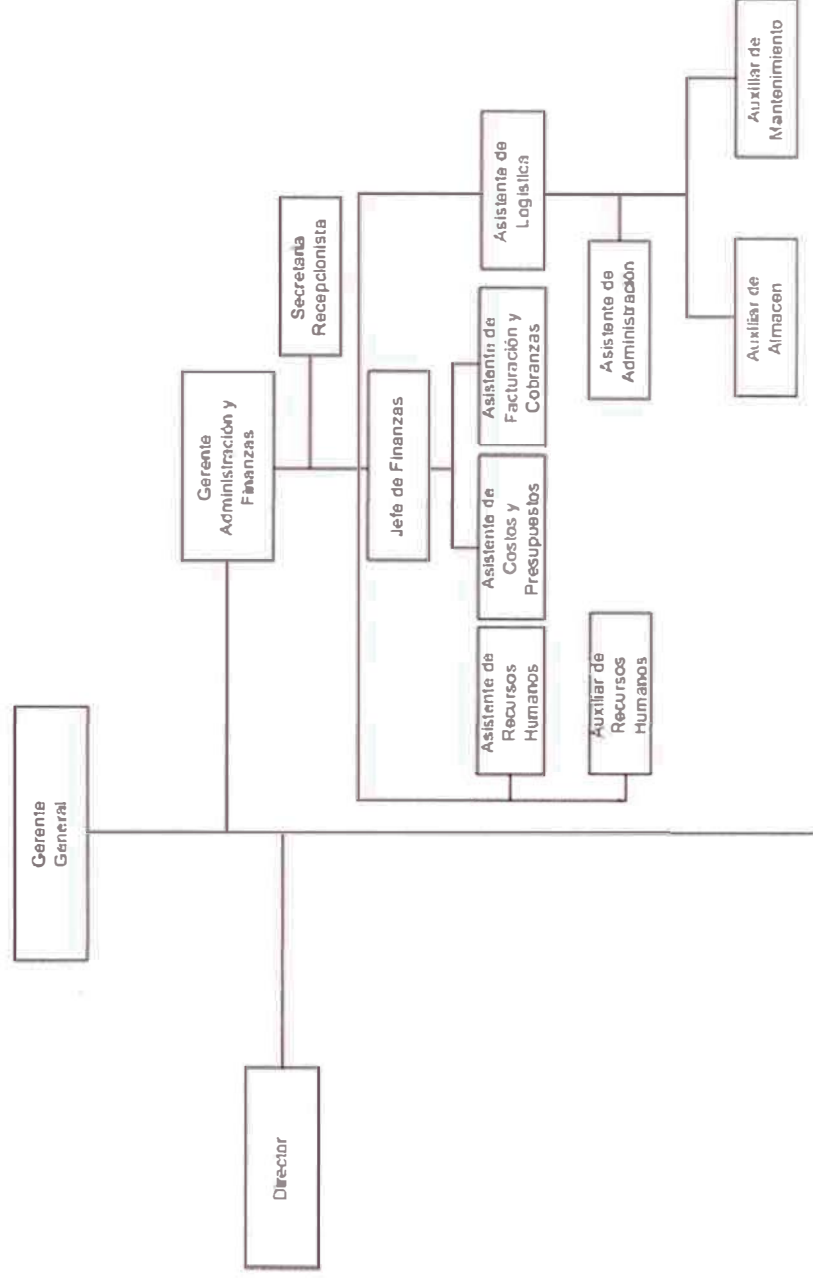 Gerente
General
Director
Gerente
Administración y
Finanzas
Secretaria
Recepcionista
Jefe de Finanzas
Asistente de
Recursos
Humanos
Asistente de
Costos y
Presupuestos
Asistente de
Facturación y
Cobranzas
Asistente de
Logística
Auxiliar de
Recursos
Humanos
Asistente de
Administración
Auxiliar de
Almacen
Auxiliar de
Mantenimiento